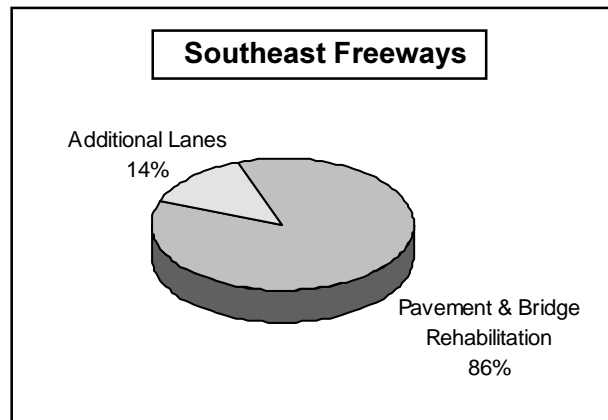 Southeast Freeways
Additional Lanes
14%
Pavement & Bridge
Rehabilitation
86%